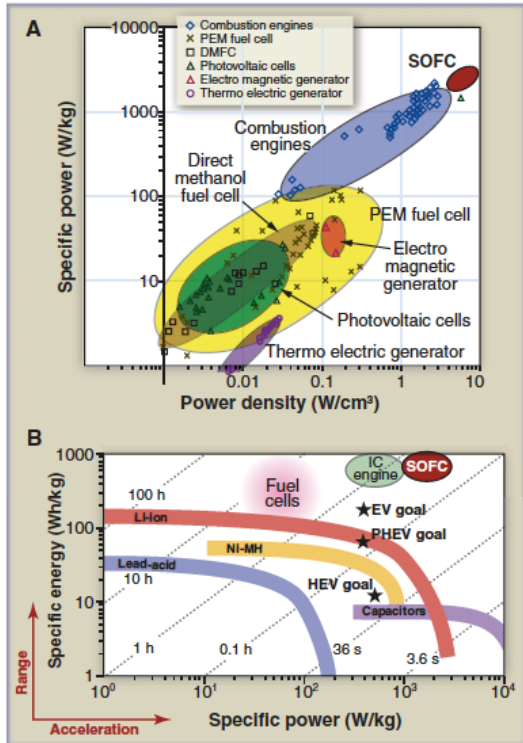 A
Combustion engines
PEM fuel cell
DMFC
Photovoltaic cells
Electro magnetic generator
Thermo electric generator
SOFC
Combustion
engines
Direct
methanol
fuel cell
PEM fuel cell
Electro
magnetic
generator
Photovoltaic cells
Thermo electric generator
10000
1000
100
10
Specific power (W/kg)
0.01
0.1
1
10
Power density (W/cm³)
B
1000
100
10
1
Specific energy (Wh/kg)
IC
engine
SOFC
Fuel
cells
100 h
EV goal
Li-ion
PHEV goal
Ni-MH
Lead-acid
10 h
HEV goal
Capacitors
1 h
0.1 h
36 s
3.6 s
10⁰
10¹
10²
10³
10⁴
Specific power (W/kg)
Range
Acceleration